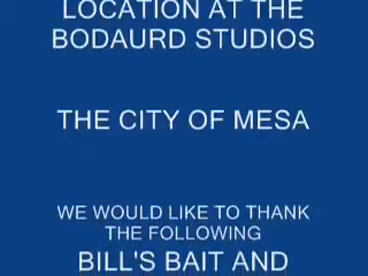 LOCATION AT THE
BODAURD STUDIOS
THE CITY OF MESA
WE WOULD LIKE TO THANK
THE FOLLOWING
BILL'S BAIT AND